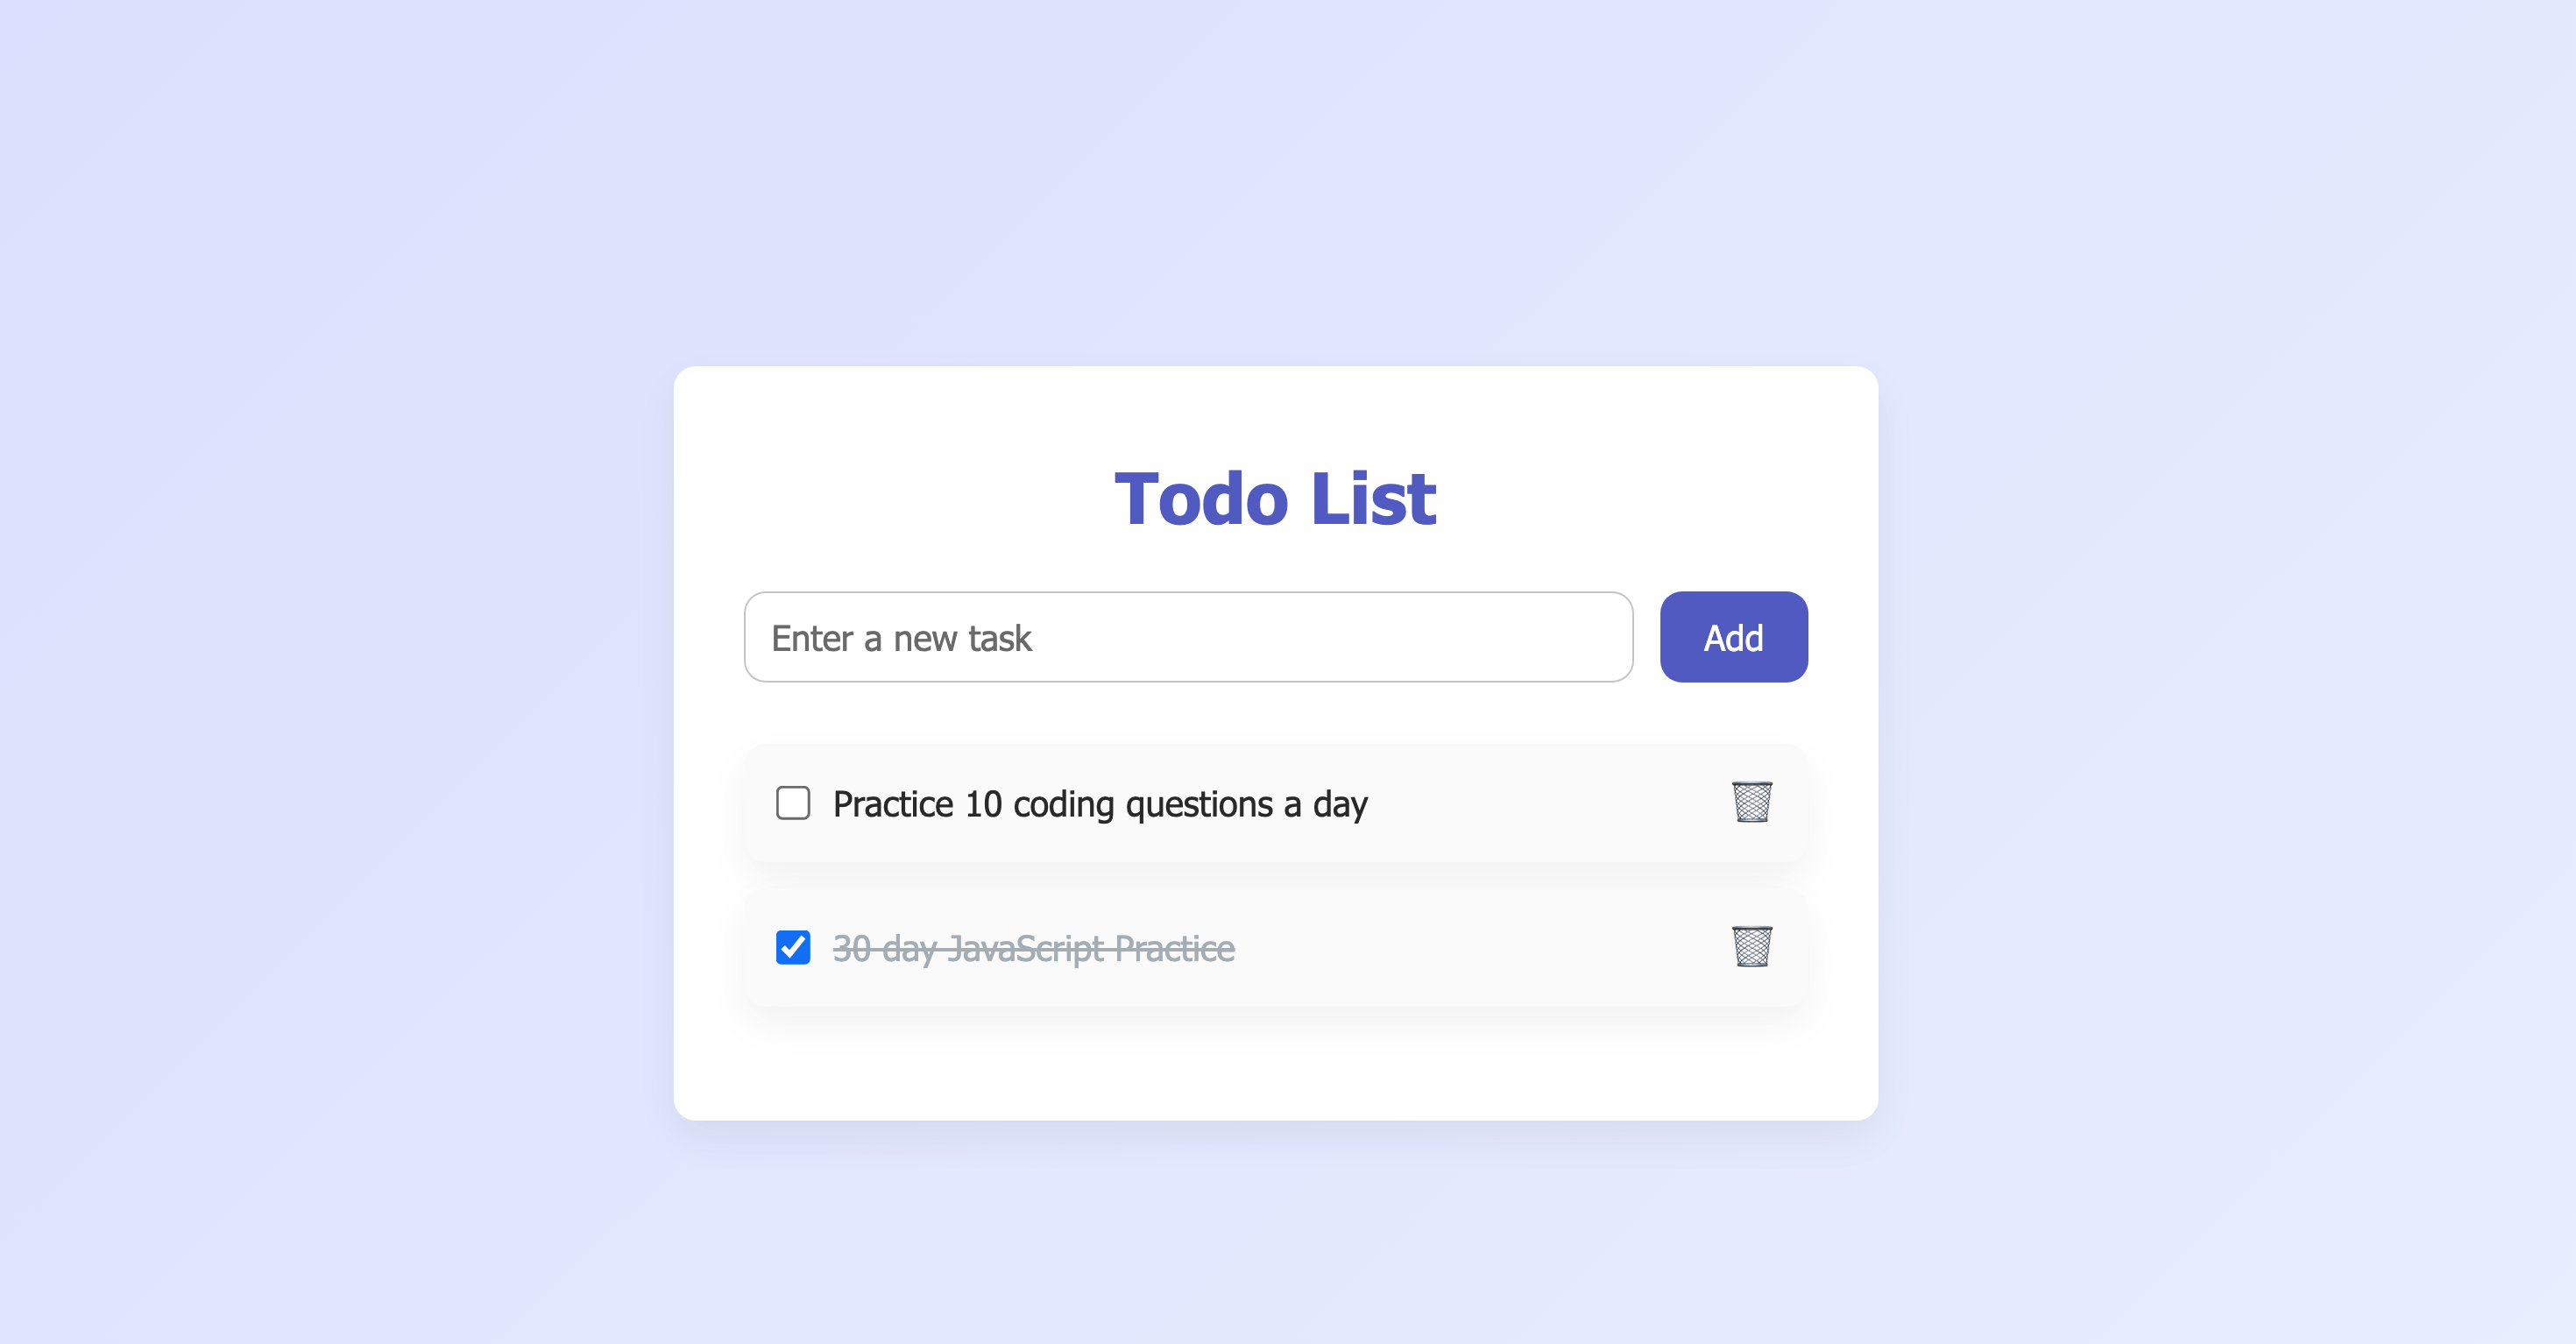 Todo List
Enter a new task
Add
Practice 10 coding questions a day
30 day JavaScript Practice